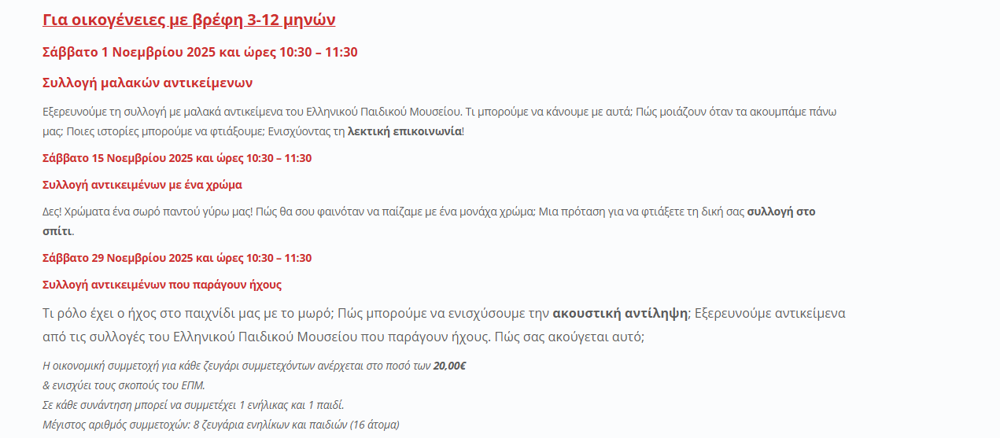 Για οικογένειες με βρέφη 3-12 μηνών
Σάββατο 1 Νοεμβρίου 2025 και ώρες 10:30 – 11:30
Συλλογή μαλακών αντικείμενων
Εξερευνούμε τη συλλογή με μαλακά αντικείμενα του Ελληνικού Παιδικού Μουσείου. Τι μπορούμε να κάνουμε με αυτά; Πώς μοιάζουν όταν τα ακουμπάμε πάνω
μας; Ποιες ιστορίες μπορούμε να φτιάξουμε; Ενισχύοντας τη λεκτική επικοινωνία!
Σάββατο 15 Νοεμβρίου 2025 και ώρες 10:30 – 11:30
Συλλογή αντικειμένων με ένα χρώμα
Δες! Χρώματα ένα σωρό παντού γύρω μας! Πώς θα σου φαινόταν να παίζαμε με ένα μονάχα χρώμα; Μια πρόταση για να φτιάξετε τη δική σας συλλογή στο
σπίτι.
Σάββατο 29 Νοεμβρίου 2025 και ώρες 10:30 – 11:30
Συλλογή αντικειμένων που παράγουν ήχους
Τι ρόλο έχει ο ήχος στο παιχνίδι μας με το μωρό; Πώς μπορούμε να ενισχύσουμε την ακουστική αντίληψη; Εξερευνούμε αντικείμενα
από τις συλλογές του Ελληνικού Παιδικού Μουσείου που παράγουν ήχους. Πώς σας ακούγεται αυτό;
Η οικονομική συμμετοχή για κάθε ζευγάρι συμμετεχόντων ανέρχεται στο ποσό των 20,00€
& ενισχύει τους σκοπούς του ΕΠΜ.
Σε κάθε συνάντηση μπορεί να συμμετέχει 1 ενήλικας και 1 παιδί.
Μέγιστος αριθμός συμμετοχών: 8 ζευγάρια ενηλίκων και παιδιών (16 άτομα)